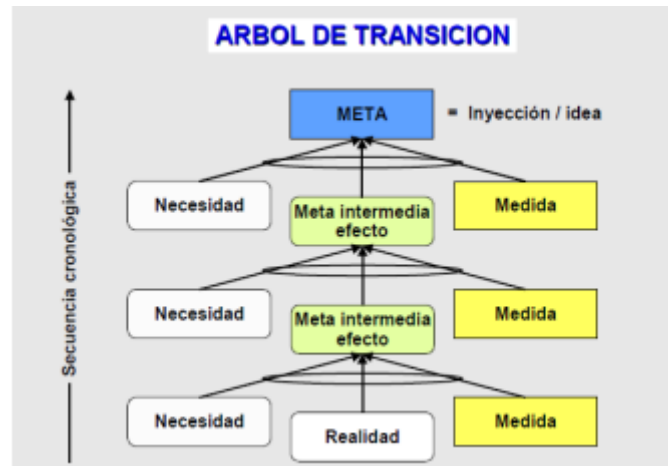 ARBOL DE TRANSICION
META
= Inyección / idea
Secuencia cronológica
Necesidad
Meta intermedia
efecto
Medida
Necesidad
Meta intermedia
efecto
Medida
Necesidad
Realidad
Medida